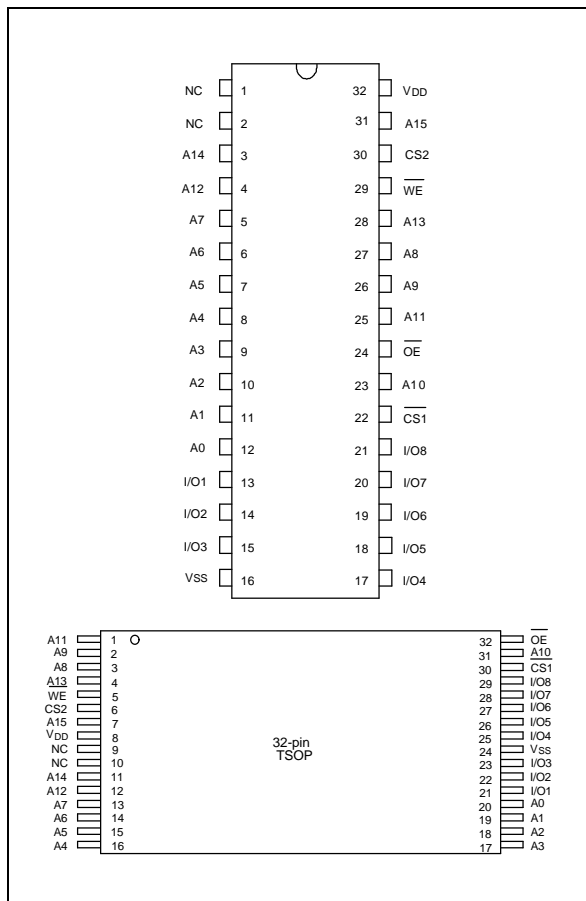 NC 1 32 VDD
NC 2 31 A15
A14 3 30 CS2
A12 4 29 W̅E̅
A7 5 28 A13
A6 6 27 A8
A5 7 26 A9
A4 8 25 A11
A3 9 24 O̅E̅
A2 10 23 A10
A1 11 22 C̅S̅1̅
A0 12 21 I/O8
I/O1 13 20 I/O7
I/O2 14 19 I/O6
I/O3 15 18 I/O5
VSS 16 17 I/O4
A11 1 32 O̅E̅
A9 2 31 A10
A8 3 30 C̅S̅1̅
A13 4 29 I/O8
W̅E̅ 5 28 I/O7
CS2 6 27 I/O6
A15 7 26 I/O5
VDD 8 25 I/O4
NC 9 24 VSS
NC 10 23 I/O3
A14 11 22 I/O2
A12 12 21 I/O1
A7 13 20 A0
A6 14 19 A1
A5 15 18 A2
A4 16 17 A3
32-pin
TSOP